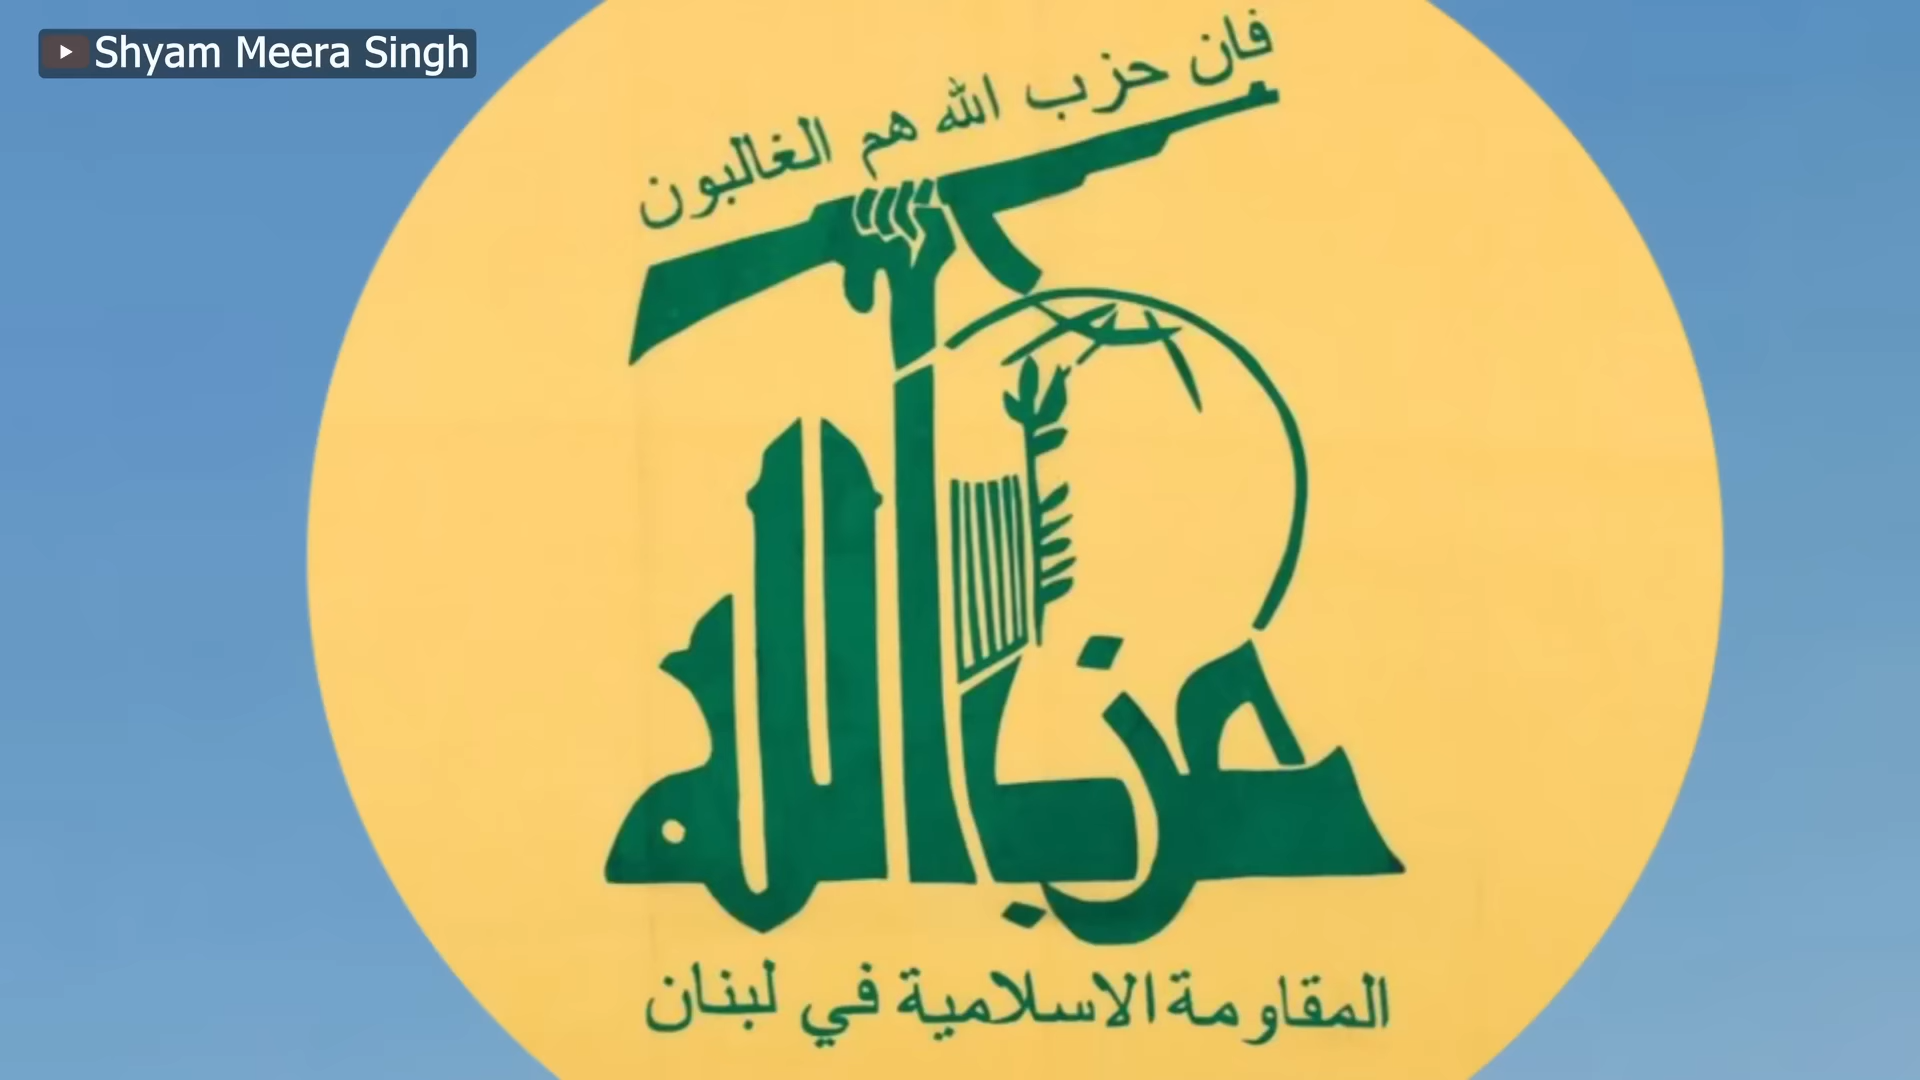 Shyam Meera Singh
فان حزب الله هم الغالبون
حزب الله
المقاومة الاسلامية في لبنان